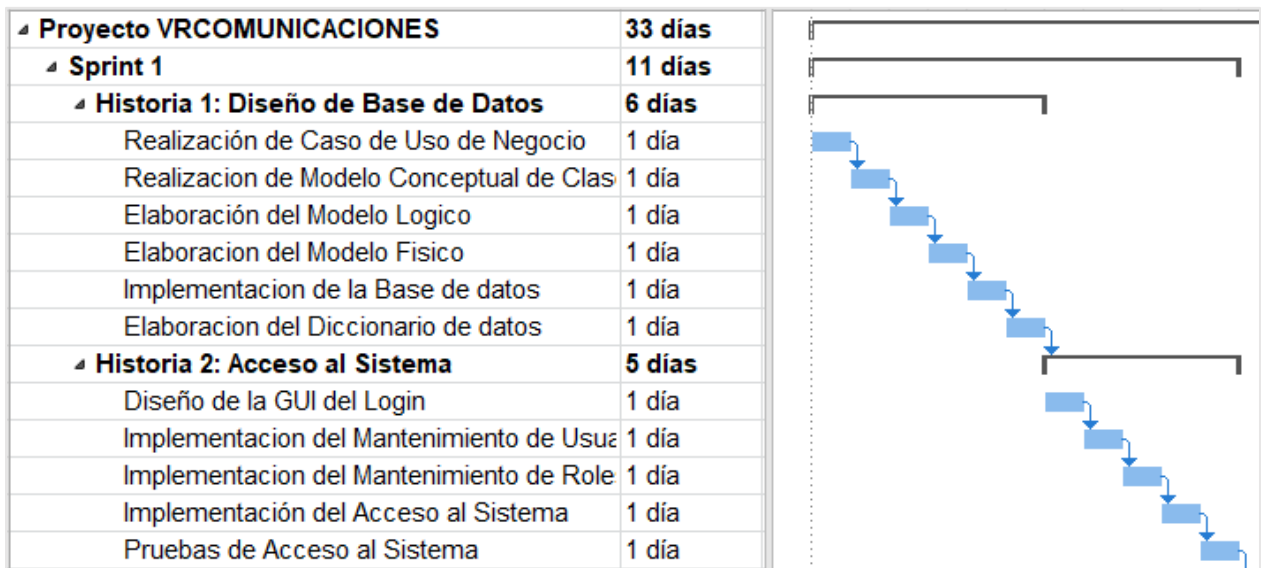 Proyecto VRCOMUNICACIONES 33 días
Sprint 1 11 días
Historia 1: Diseño de Base de Datos 6 días
Realización de Caso de Uso de Negocio 1 día
Realizacion de Modelo Conceptual de Clas 1 día
Elaboración del Modelo Logico 1 día
Elaboracion del Modelo Fisico 1 día
Implementacion de la Base de datos 1 día
Elaboracion del Diccionario de datos 1 día
Historia 2: Acceso al Sistema 5 días
Diseño de la GUI del Login 1 día
Implementacion del Mantenimiento de Usua 1 día
Implementacion del Mantenimiento de Role 1 día
Implementación del Acceso al Sistema 1 día
Pruebas de Acceso al Sistema 1 día